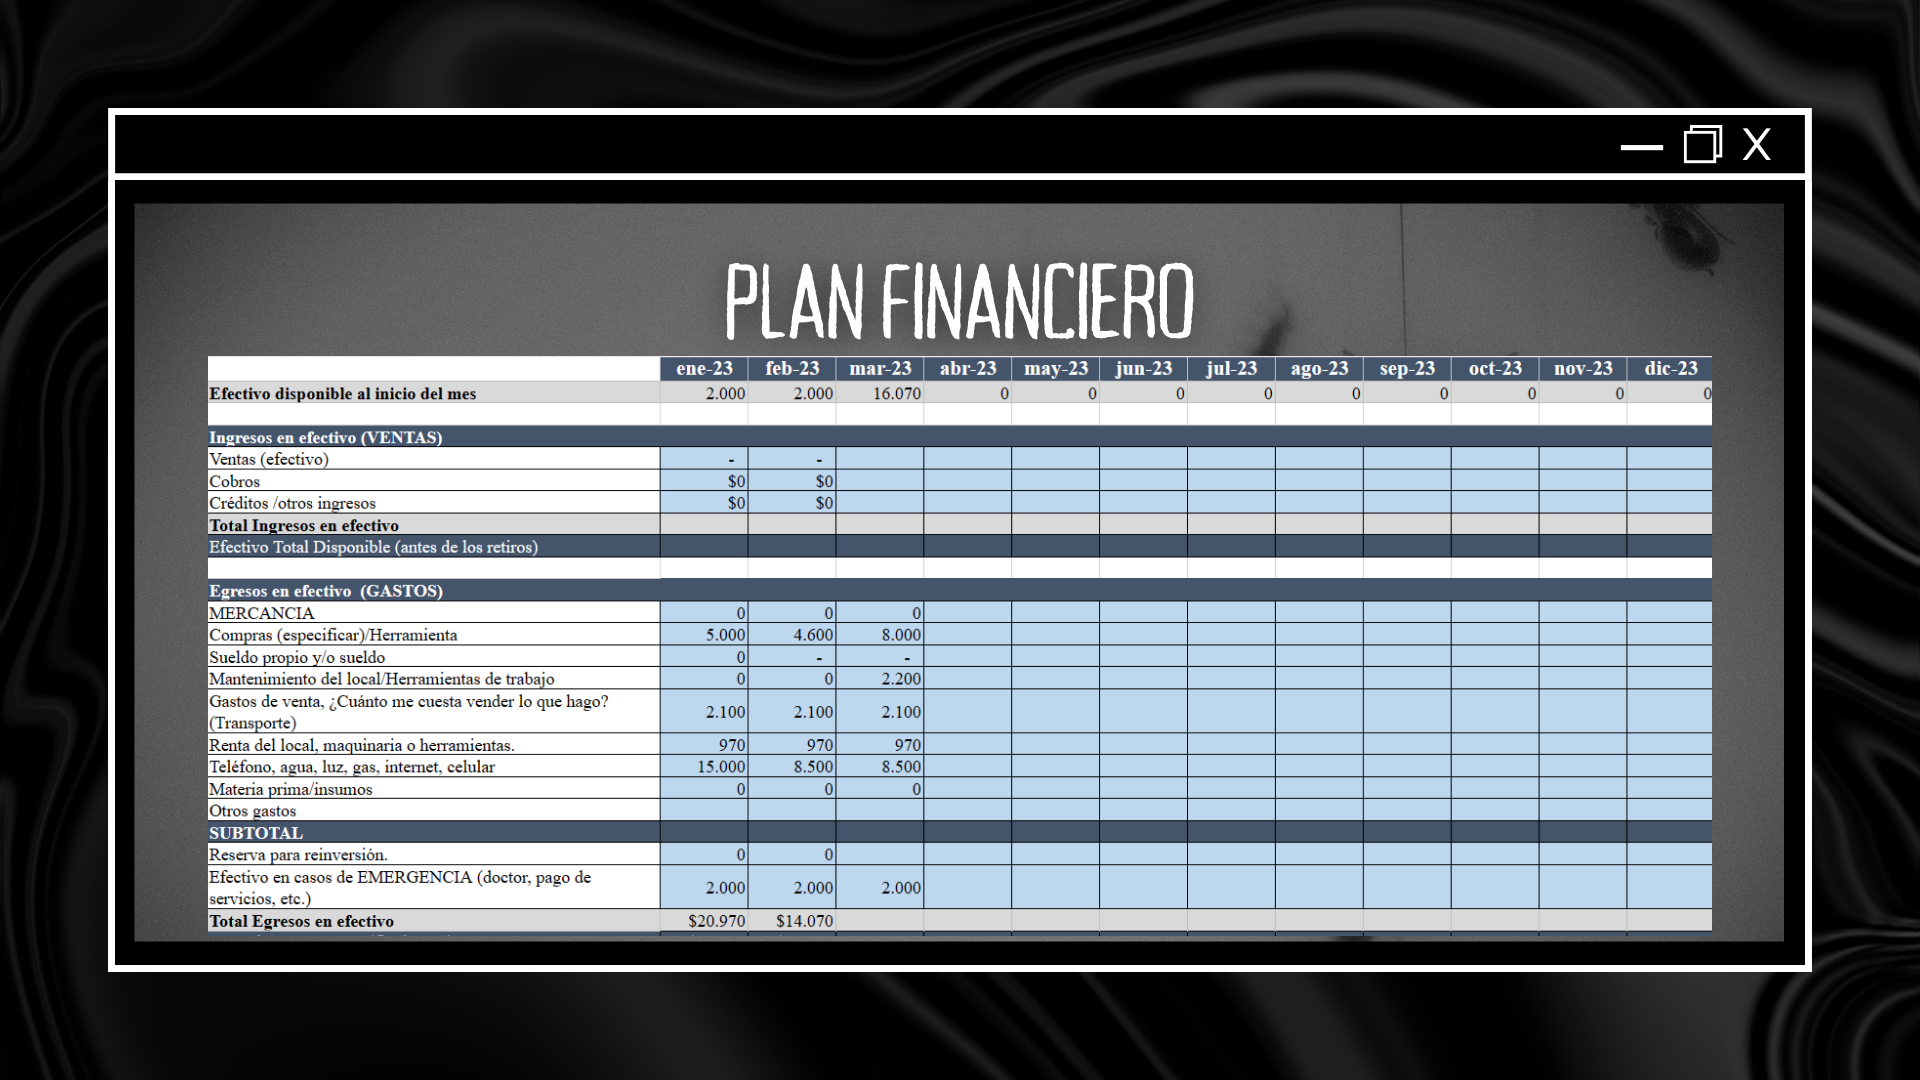 X
PLAN FINANCIERO
ene-23 feb-23 mar-23 abr-23 may-23 jun-23 jul-23 ago-23 sep-23 oct-23 nov-23 dic-23
Efectivo disponible al inicio del mes 2.000 2.000 16.070 0 0 0 0 0 0 0 0 0
Ingresos en efectivo (VENTAS)
Ventas (efectivo) - -
Cobros $0 $0
Créditos /otros ingresos $0 $0
Total Ingresos en efectivo
Efectivo Total Disponible (antes de los retiros)
Egresos en efectivo (GASTOS)
MERCANCIA 0 0 0
Compras (especificar)/Herramienta 5.000 4.600 8.000
Sueldo propio y/o sueldo 0 - -
Mantenimiento del local/Herramientas de trabajo 0 0 2.200
Gastos de venta, ¿Cuánto me cuesta vender lo que hago?
(Transporte) 2.100 2.100 2.100
Renta del local, maquinaria o herramientas. 970 970 970
Teléfono, agua, luz, gas, internet, celular 15.000 8.500 8.500
Materia prima/insumos 0 0 0
Otros gastos
SUBTOTAL
Reserva para reinversión. 0 0
Efectivo en casos de EMERGENCIA (doctor, pago de
servicios, etc.) 2.000 2.000 2.000
Total Egresos en efectivo $20.970 $14.070